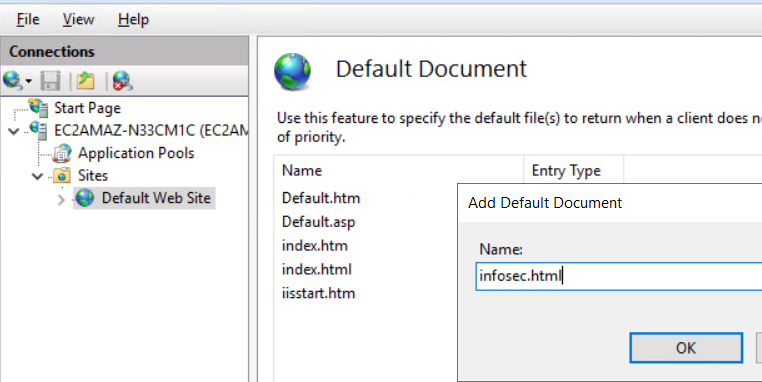 File View Help
Connections
Start Page
EC2AMAZ-N33CM1C (EC2AM
Application Pools
Sites
Default Web Site
Default Document
Use this feature to specify the default file(s) to return when a client does
of priority.
Name Entry Type
Default.htm
Default.asp
index.htm
index.html
iisstart.htm
Add Default Document
Name:
infosec.html
OK